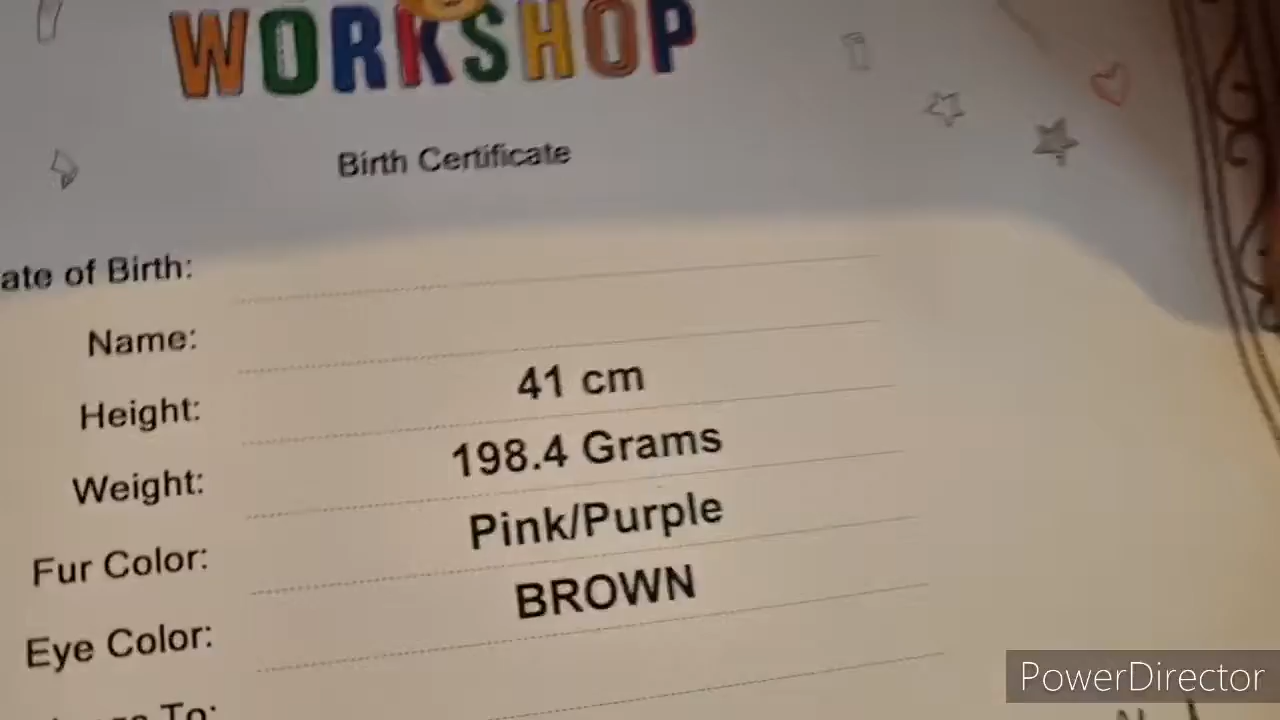 WORKSHOP
Birth Certificate
ate of Birth:
Name:
Height: 41 cm
Weight: 198.4 Grams
Fur Color: Pink/Purple
Eye Color: BROWN
To:
PowerDirector